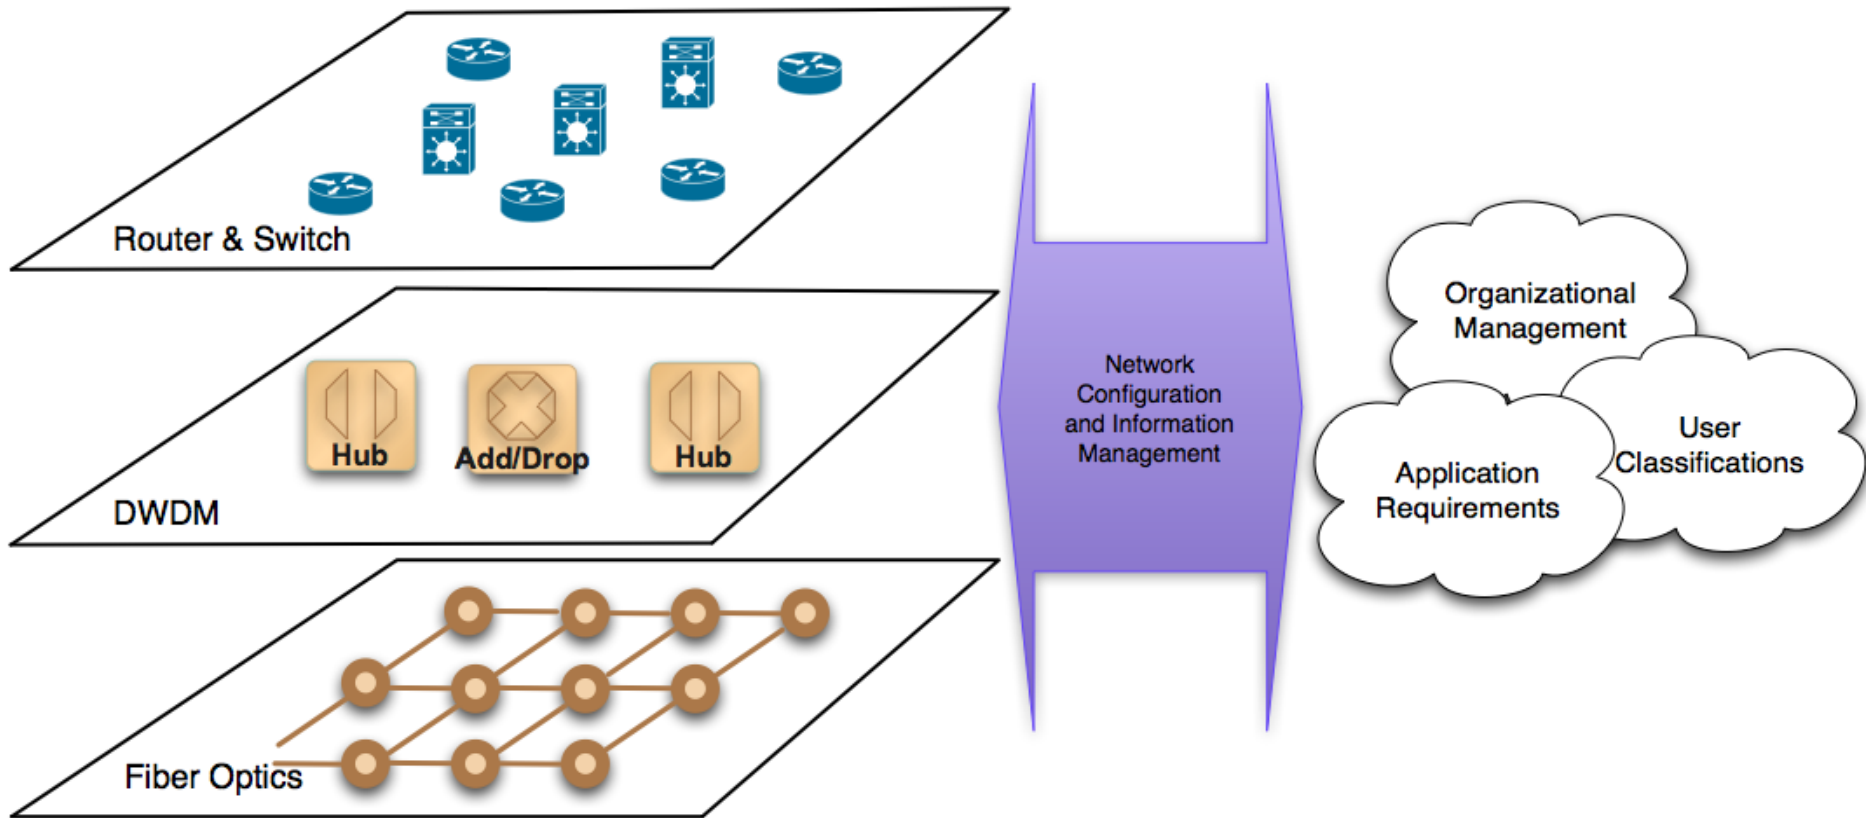 Router & Switch
Hub
Add/Drop
Hub
DWDM
Fiber Optics
Network
Configuration
and Information
Management
Organizational
Management
User
Classifications
Application
Requirements